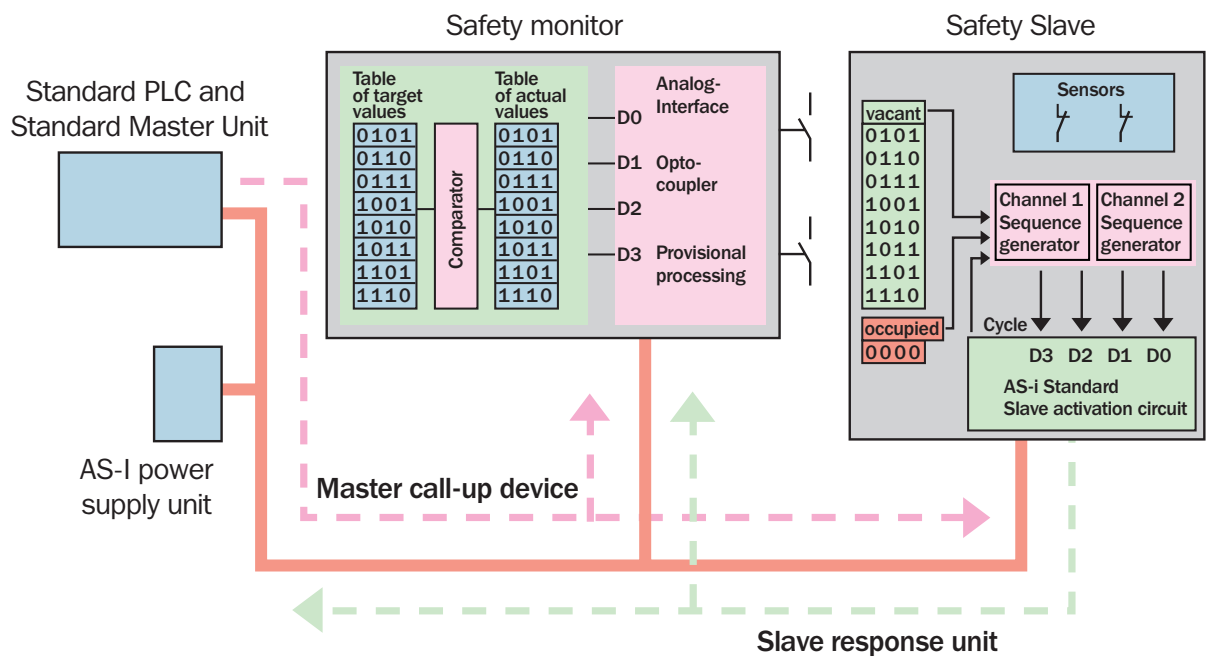 Safety monitor
Safety Slave
Standard PLC and
Standard Master Unit
AS-I power
supply unit
Table
of target
values
0101
0110
0111
1001
1010
1011
1101
1110
Comparator
Table
of actual
values
0101
0110
0111
1001
1010
1011
1101
1110
D0
D1
D2
D3
Analog-
Interface
Opto-
coupler
Provisional
processing
Sensors
vacant
0101
0110
0111
1001
1010
1011
1101
1110
occupied
0000
Channel 1
Sequence
generator
Channel 2
Sequence
generator
Cycle
D3 D2 D1 D0
AS-i Standard
Slave activation circuit
Master call-up device
Slave response unit